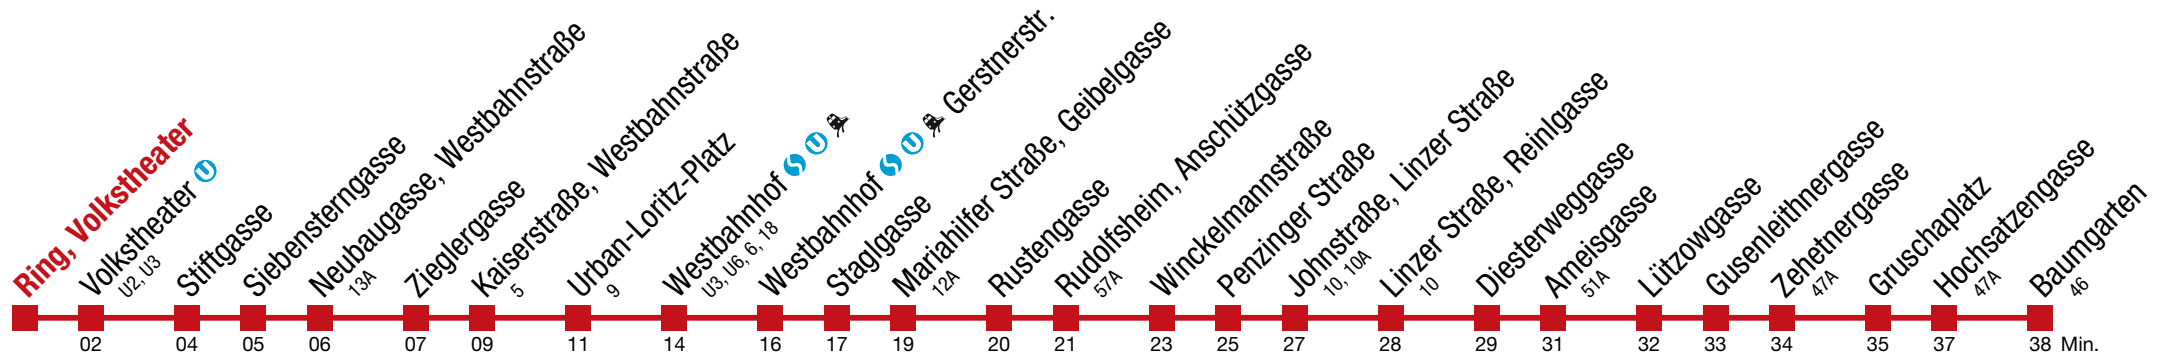 Ring, Volkstheater
Volkstheater U
U2, U3
Stiftgasse
Siebensterngasse
Neubaugasse, Westbahnstraße
13A
Zieglergasse
Kaiserstraße, Westbahnstraße
5
Urban-Loritz-Platz
9
Westbahnhof S U
U3, U6, 6, 18
Westbahnhof S U Gerstnerstr.
Staglgasse
Mariahilfer Straße, Geibelgasse
12A
Rustengasse
Rudolfsheim, Anschützgasse
57A
Winckelmannstraße
Penzinger Straße
Johnstraße, Linzer Straße
10, 10A
Linzer Straße, Reinlgasse
10
Diesterweggasse
Ameisgasse
51A
Lützowgasse
Gusenleithnergasse
Zehetnergasse
47A
Gruschaplatz
Hochsatzengasse
47A
Baumgarten
46
02 04 05 06 07 09 11 14 16 17 19 20 21 23 25 27 28 29 31 32 33 34 35 37 38 Min.